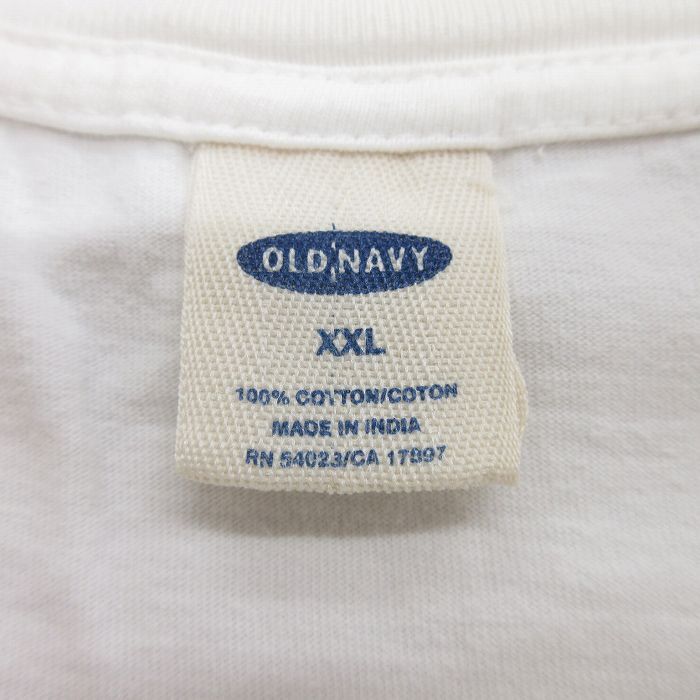 OLD NAVY
XXL
100% COTTON/COTON
MADE IN INDIA
RN 54023/CA 17897